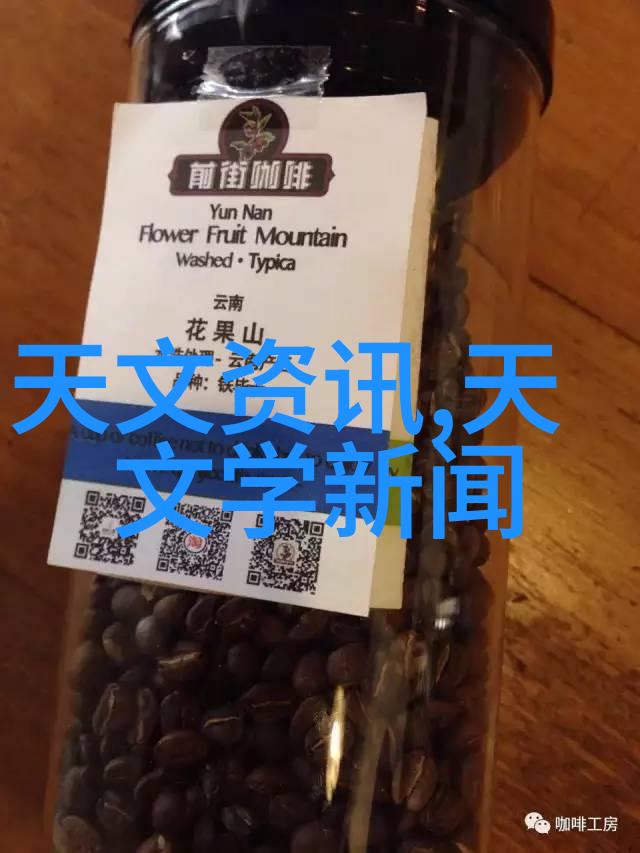 前街咖啡
Yun Nan
Flower Fruit Mountain
Washed • Typica
云南
花果山
天文资讯,天
文学新闻
咖啡工房